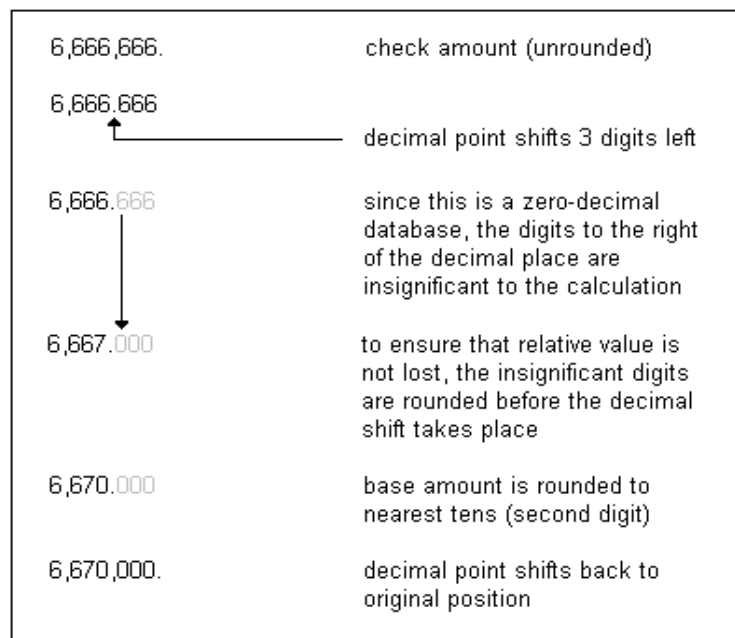 6,666,666. check amount (unrounded)
6,666.666
decimal point shifts 3 digits left
6,666.666 since this is a zero-decimal
database, the digits to the right
of the decimal place are
insignificant to the calculation
6,667.000 to ensure that relative value is
not lost, the insignificant digits
are rounded before the decimal
shift takes place
6,670.000 base amount is rounded to
nearest tens (second digit)
6,670,000. decimal point shifts back to
original position